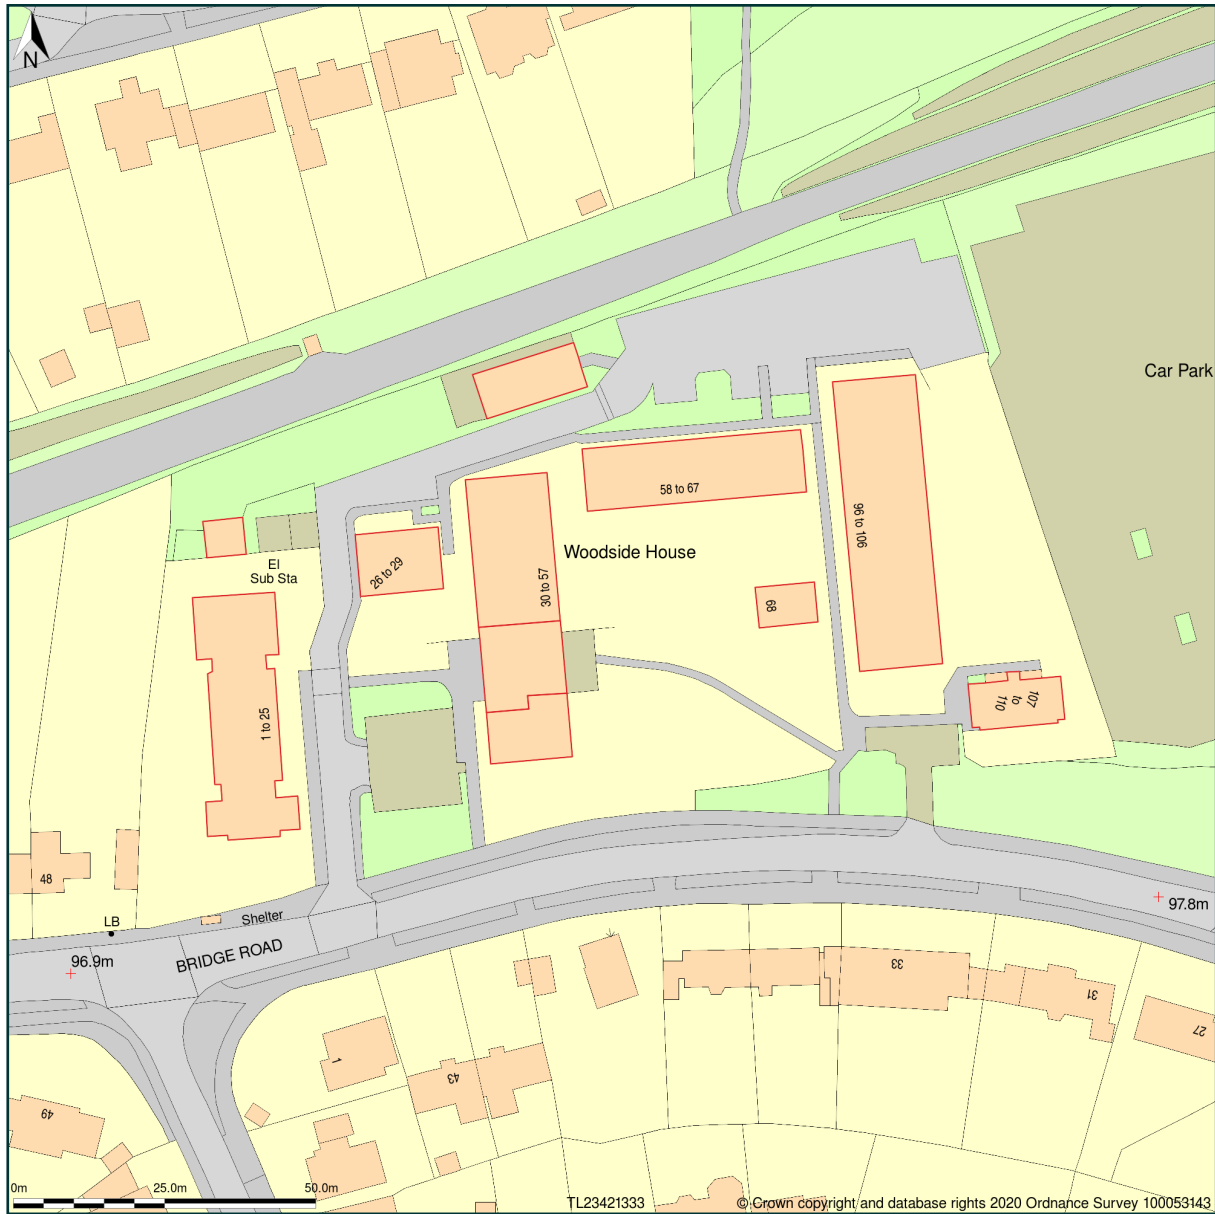 N
Car Park
58 to 67
96 to 106
Woodside House
El
Sub Sta
26 to 29
30 to 57
68
1 to 25
107
to
110
48
LB
Shelter
97.8m
96.9m
BRIDGE ROAD
33
31
27
1
43
49
0m
25.0m
50.0m
TL23421333
© Crown copyright and database rights 2020 Ordnance Survey 100053143